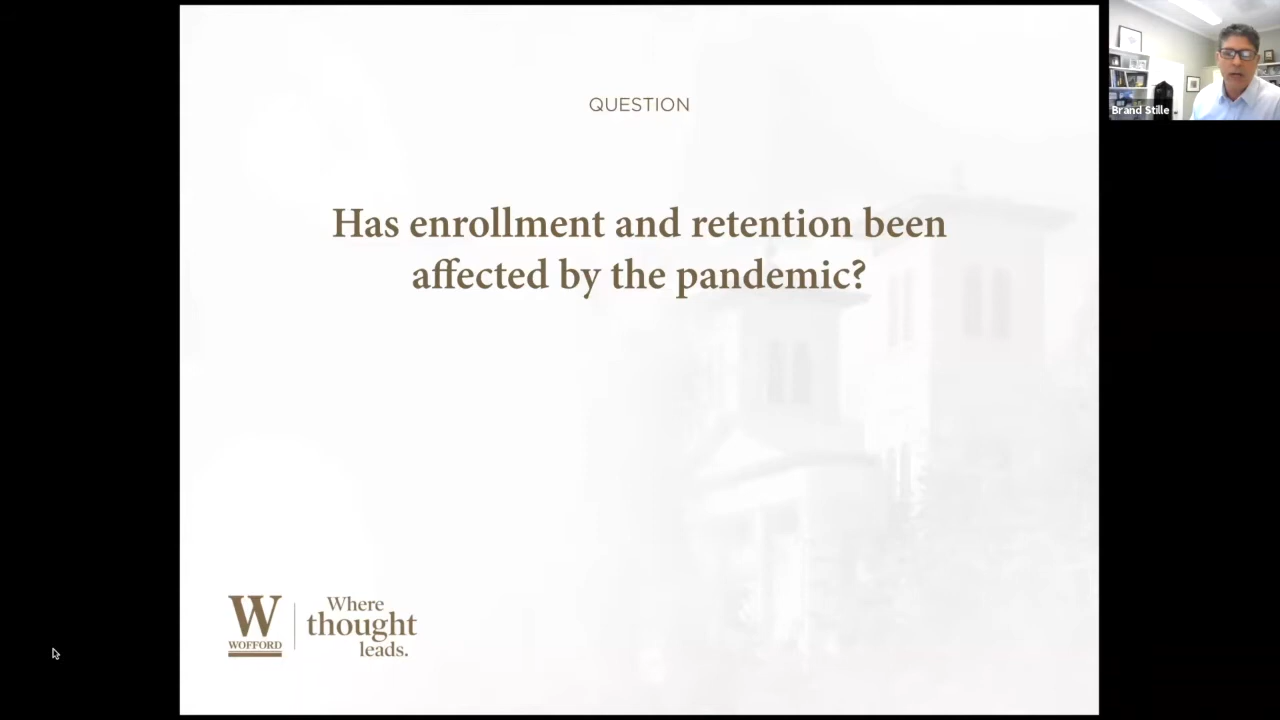 QUESTION
Has enrollment and retention been
affected by the pandemic?
W
WOFFORD
Where
thought
leads.
Brand Stille